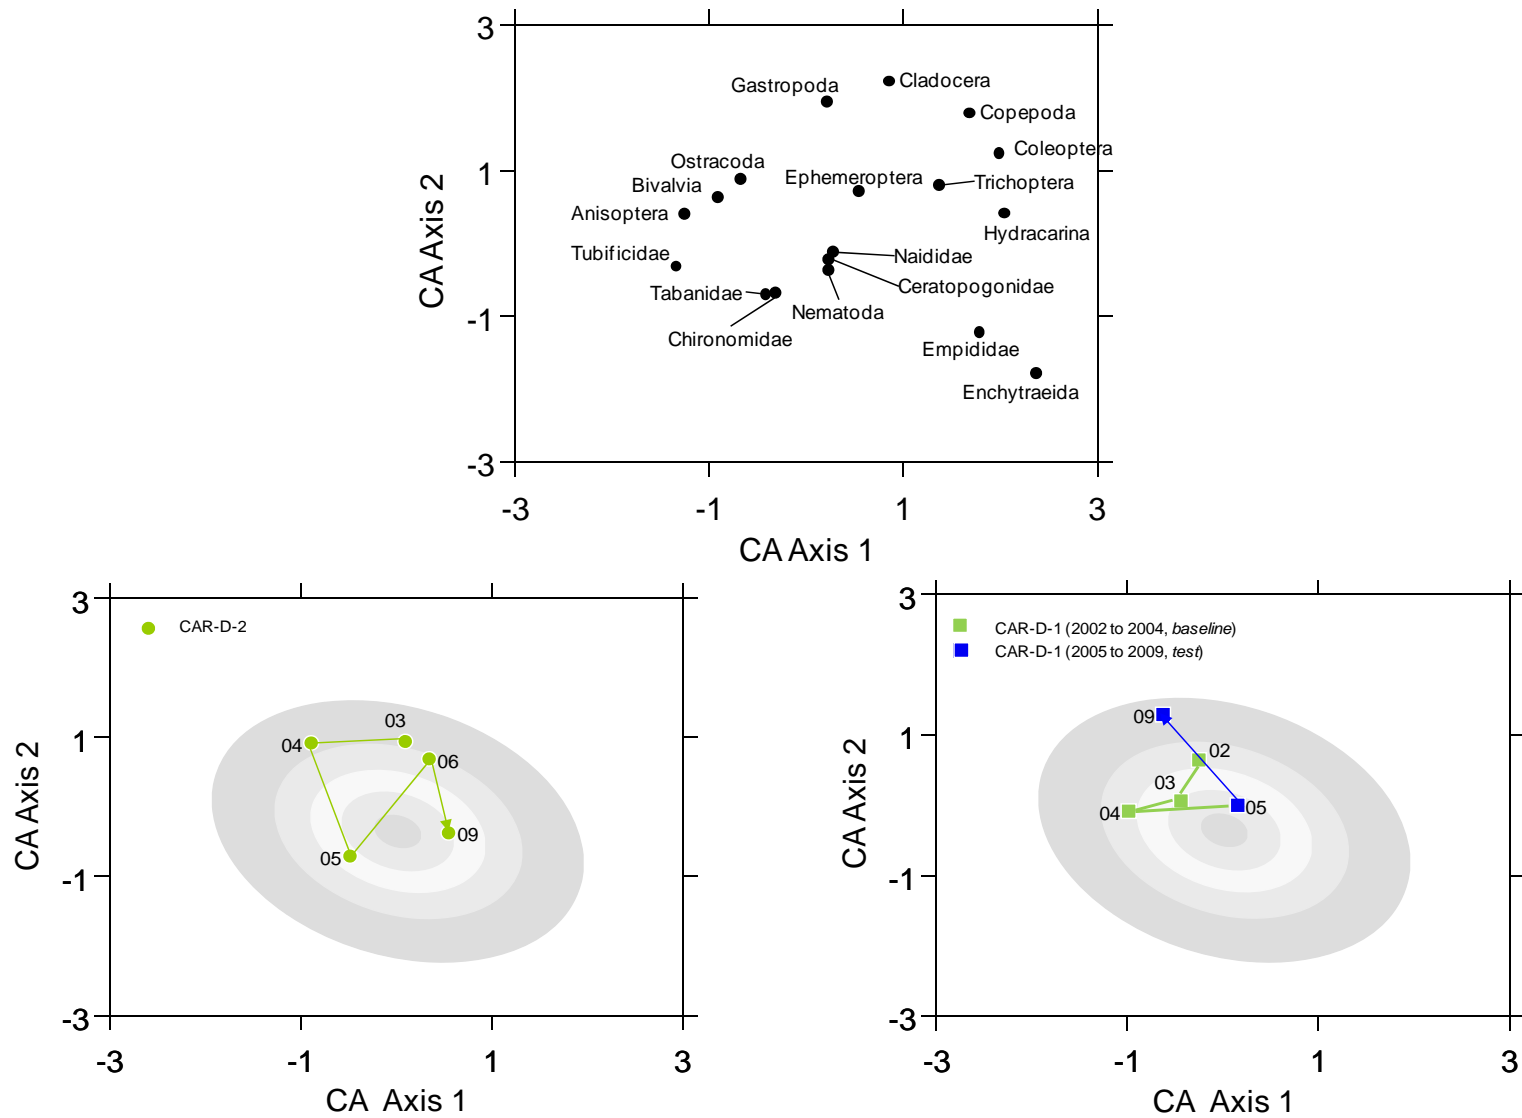 3
Gastropoda
Cladocera
Copepoda
Coleoptera
Ostracoda
1
Bivalvia
Ephemeroptera
Trichoptera
Anisoptera
Hydracarina
CA Axis 2
Tubificidae
Naididae
Ceratopogonidae
Tabanidae
Nematoda
-1
Chironomidae
Empididae
Enchytraeida
-3
-3 -1 1 3
CA Axis 1
3
CAR-D-2
03
04
06
1
CA Axis 2
09
05
-1
-3
-3 -1 1 3
CA Axis 1
3
CAR-D-1 (2002 to 2004, baseline)
CAR-D-1 (2005 to 2009, test)
09
1
02
03
CA Axis 2
04
05
-1
-3
-3 -1 1 3
CA Axis 1